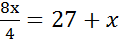 8x/4 = 27 + x